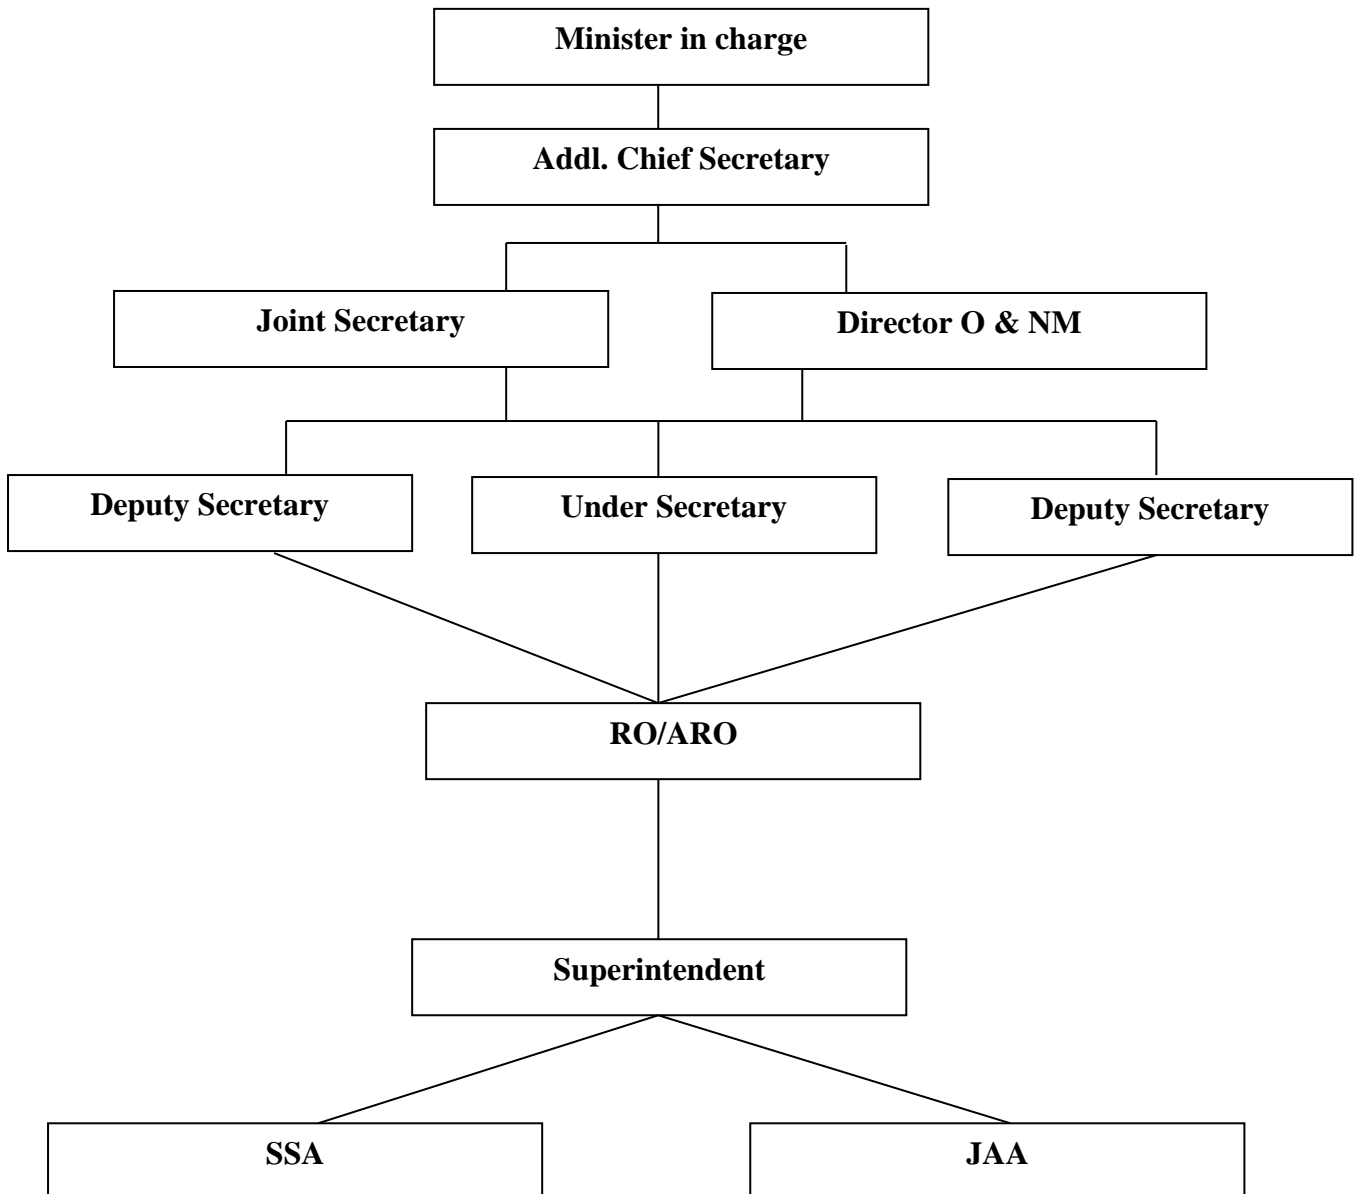 Minister in charge
Addl. Chief Secretary
Joint Secretary
Director O & NM
Deputy Secretary
Under Secretary
Deputy Secretary
RO/ARO
Superintendent
SSA
JAA